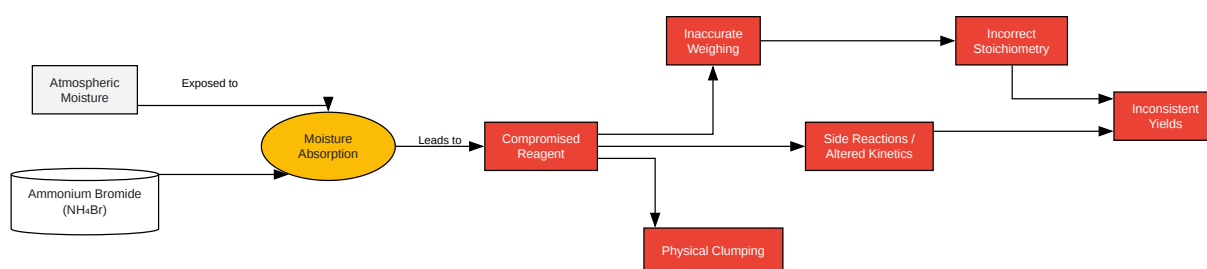 Atmospheric
Moisture
Exposed to
Ammonium Bromide
(NH₄Br)
Moisture
Absorption
Leads to
Compromised
Reagent
Inaccurate
Weighing
Incorrect
Stoichiometry
Side Reactions /
Altered Kinetics
Physical Clumping
Inconsistent
Yields